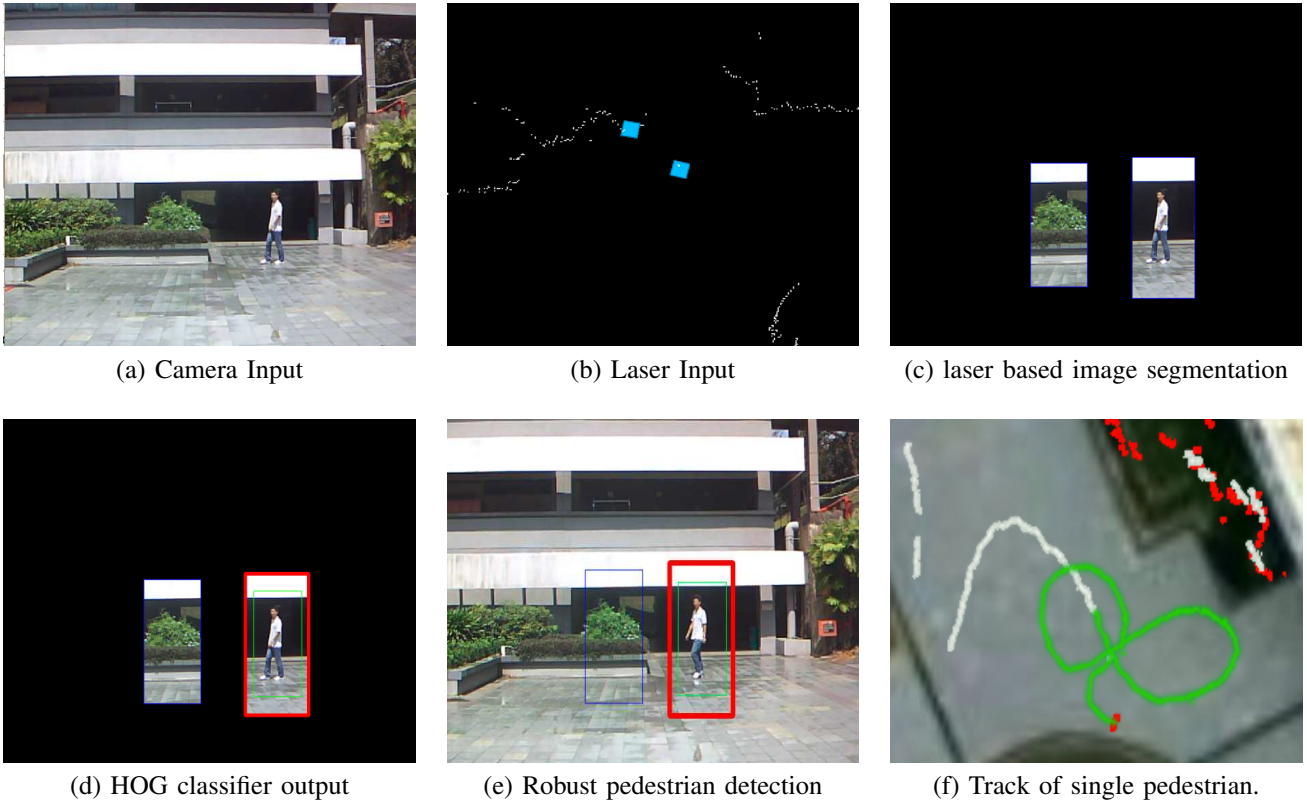 (a) Camera Input
(b) Laser Input
(c) laser based image segmentation
(d) HOG classifier output
(e) Robust pedestrian detection
(f) Track of single pedestrian.